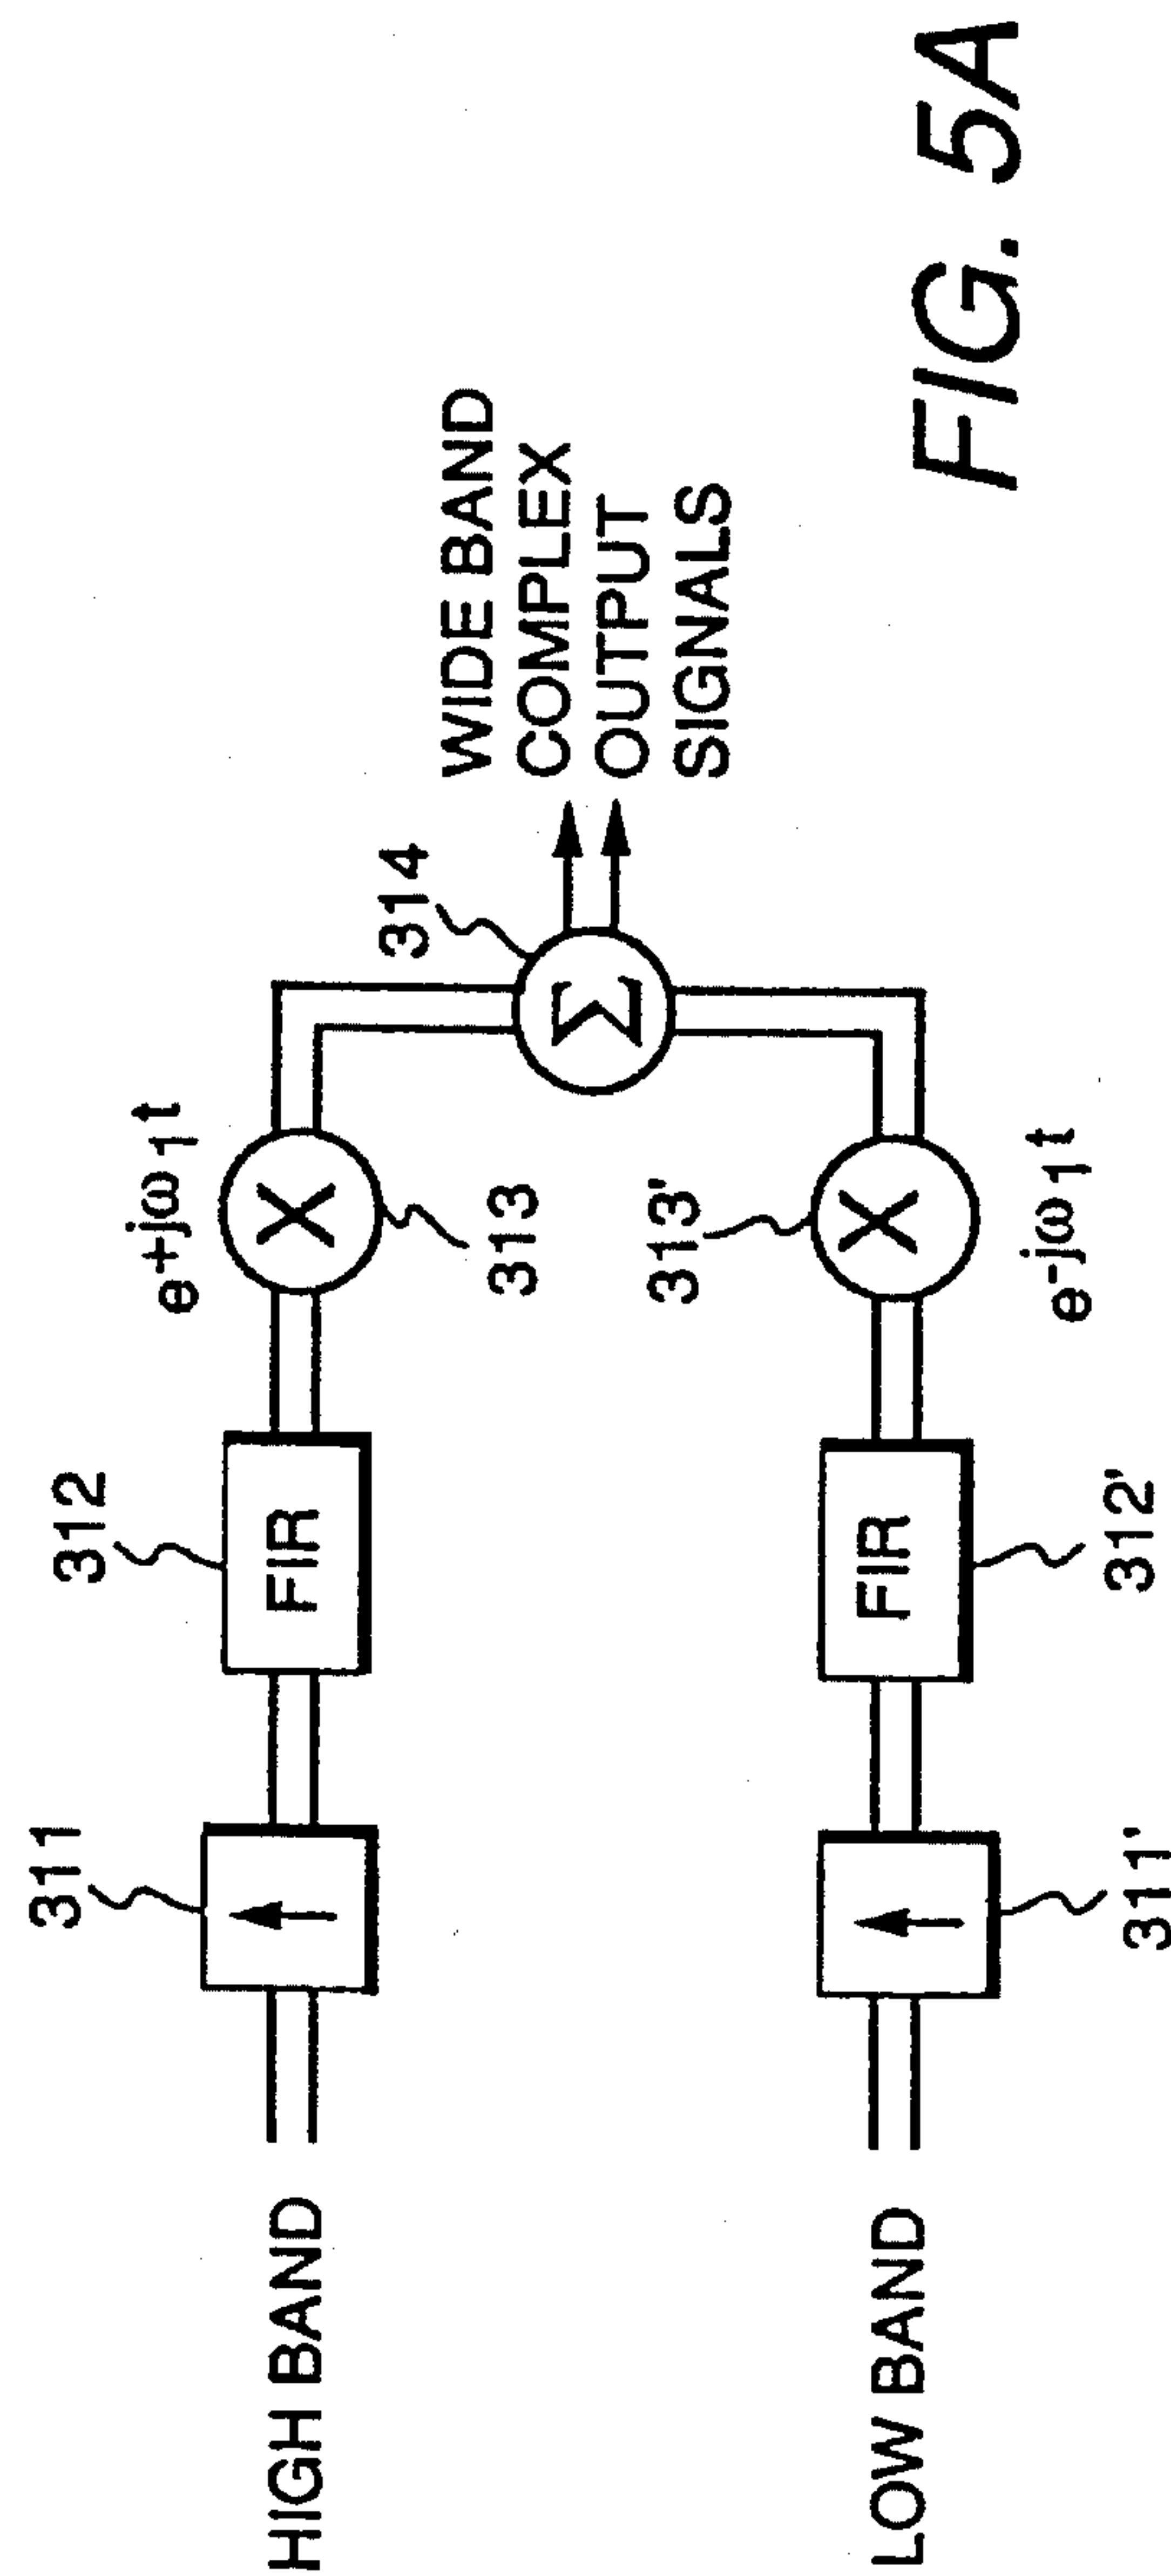 HIGH BAND
311
↑
312
FIR
e+jω1t
X
313
314
Σ
WIDE BAND
COMPLEX
OUTPUT
SIGNALS
LOW BAND
311'
↑
312'
FIR
313'
X
e-jω1t
FIG. 5A